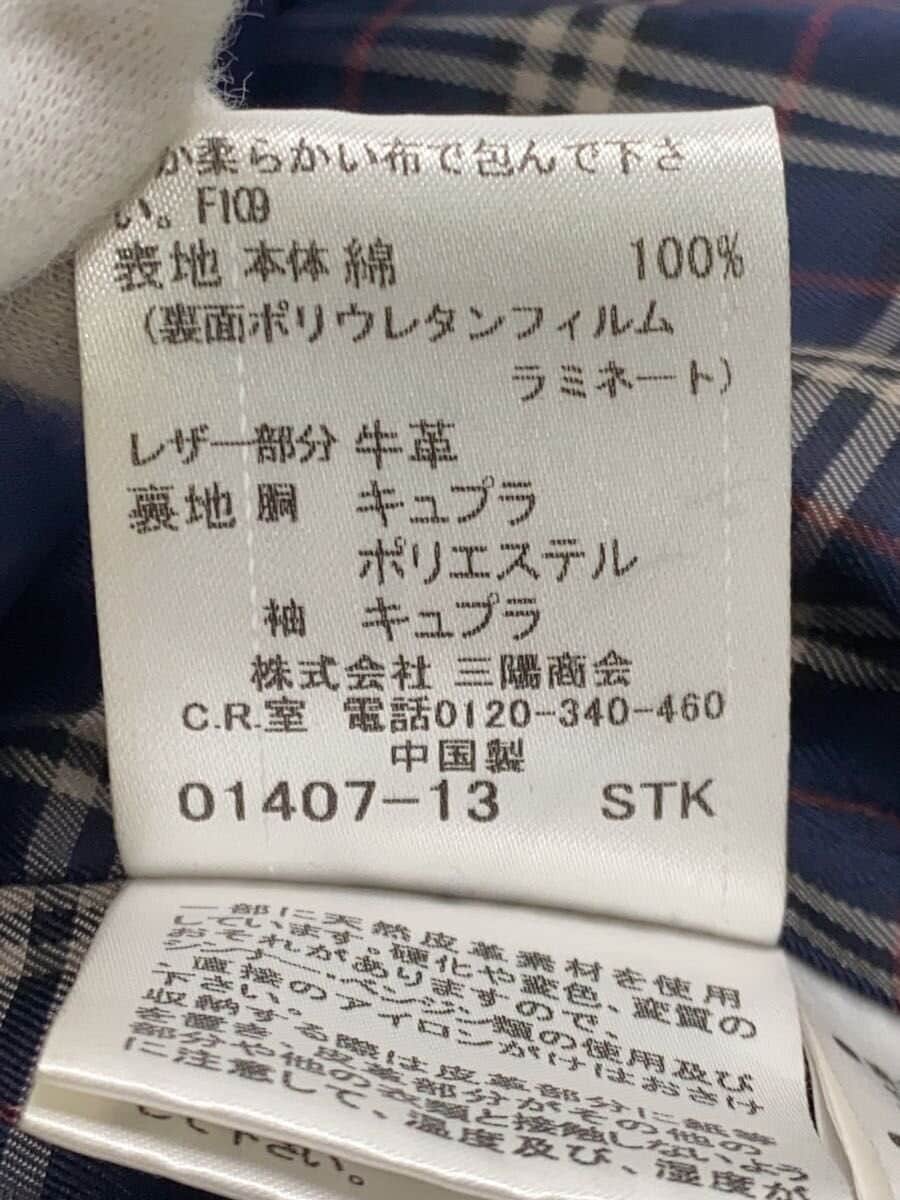 か柔らかい布で包んで下さ
い。F109
表地 本体 綿 100%
(裏面ポリウレタンフィルム
ラミネート)
レザー部分 牛革
裏地 胴 キュプラ
ポリエステル
袖 キュプラ
株式会社 三陽商会
C.R.室 電話0120-340-460
中国製
01407-13 STK
一部に天然皮革素材を使用
しています。硬化や変色、変質の
おそれがありますので、
シンナー、ベンジン類の使用及び
直接のアイロンがけはおさけ
下さい。
収納する際は皮革部分に紙等
を置き、皮革部分がその他の
部分や他の衣類と接触しないよう
に注意して、温度及び、湿度が
して下さい。